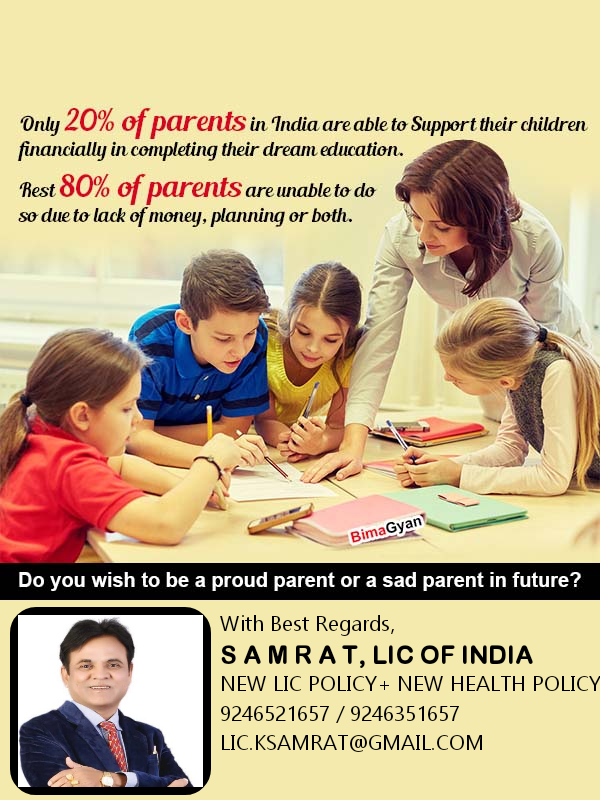 Only 20% of parents in India are able to Support their children
financially in completing their dream education.
Rest 80% of parents are unable to do
so due to lack of money, planning or both.
BimaGyan
Do you wish to be a proud parent or a sad parent in future?
With Best Regards,
S A M R A T, LIC OF INDIA
NEW LIC POLICY+ NEW HEALTH POLICY
9246521657 / 9246351657
LIC.KSAMRAT@GMAIL.COM